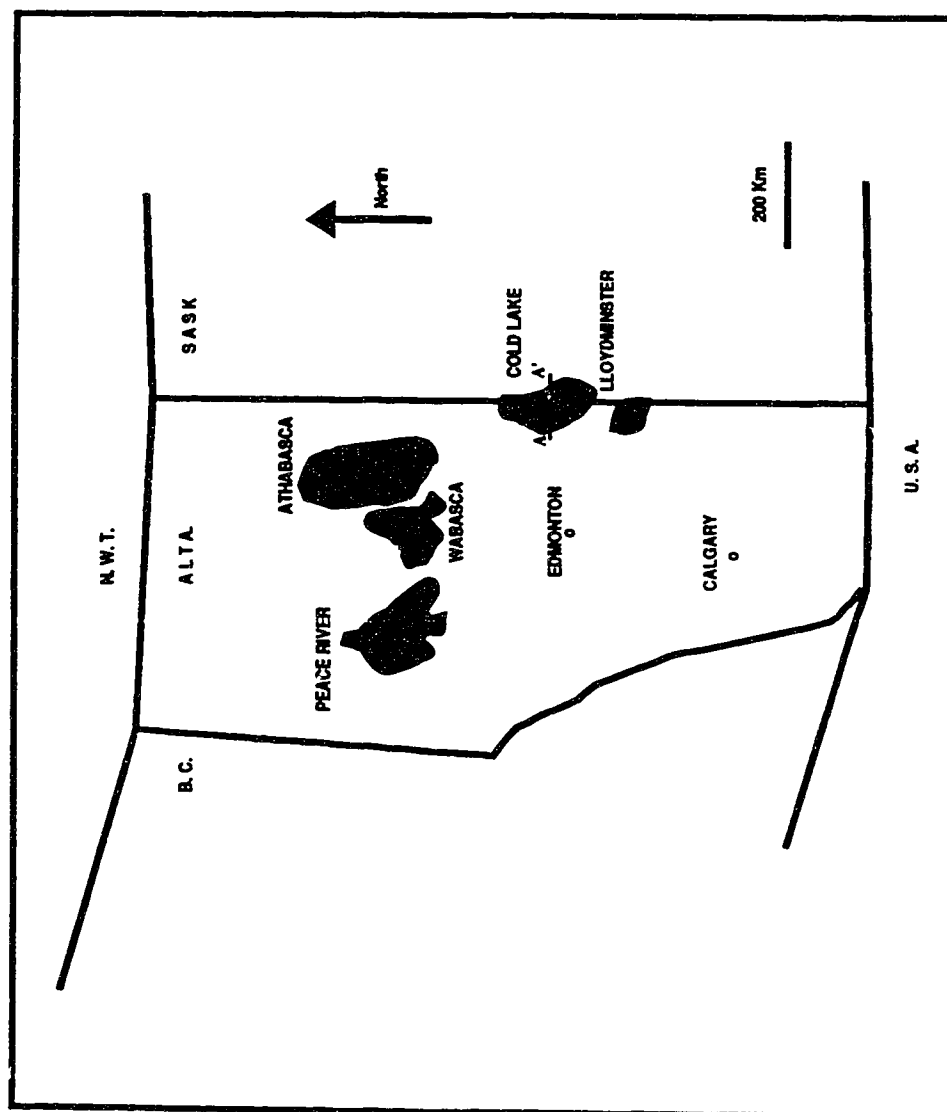 N. W. T.
ALTA.
SASK
B. C.
PEACE RIVER
ATHABASCA
WABASCA
North
COLD LAKE
A
A'
LLOYDMINSTER
EDMONTON
CALGARY
200 Km
U. S. A.